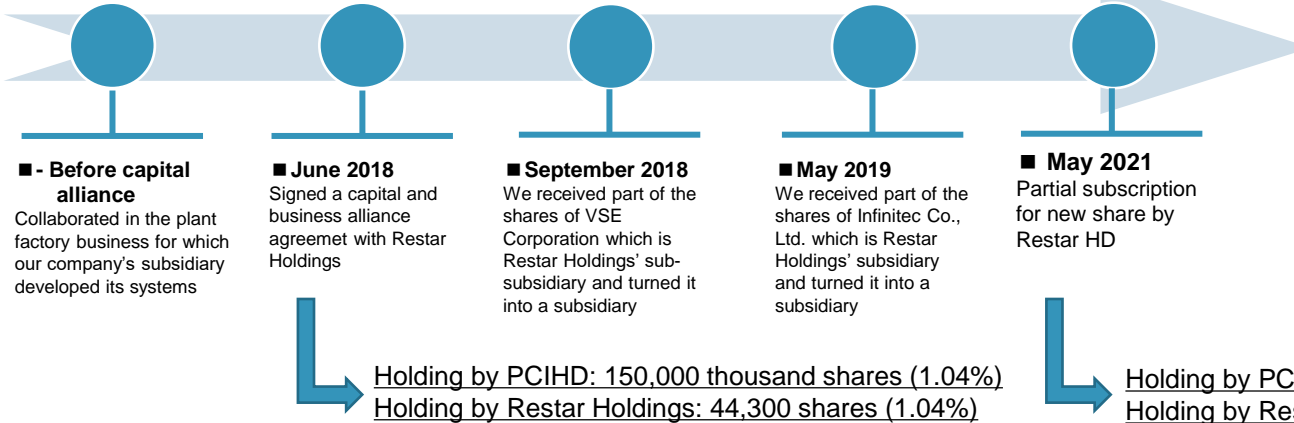 ■ - Before capital
alliance
Collaborated in the plant
factory business for which
our company's subsidiary
developed its systems
■ June 2018
Signed a capital and
business alliance
agreemet with Restar
Holdings
■ September 2018
We received part of the
shares of VSE
Corporation which is
Restar Holdings' sub-
subsidiary and turned it
into a subsidiary
■ May 2019
We received part of the
shares of Infinitec Co.,
Ltd. which is Restar
Holdings' subsidiary
and turned it into a
subsidiary
■ May 2021
Partial subscription
for new share by
Restar HD
Holding by PCIHD: 150,000 thousand shares (1.04%)
Holding by Restar Holdings: 44,300 shares (1.04%)
Holding by
Holding by